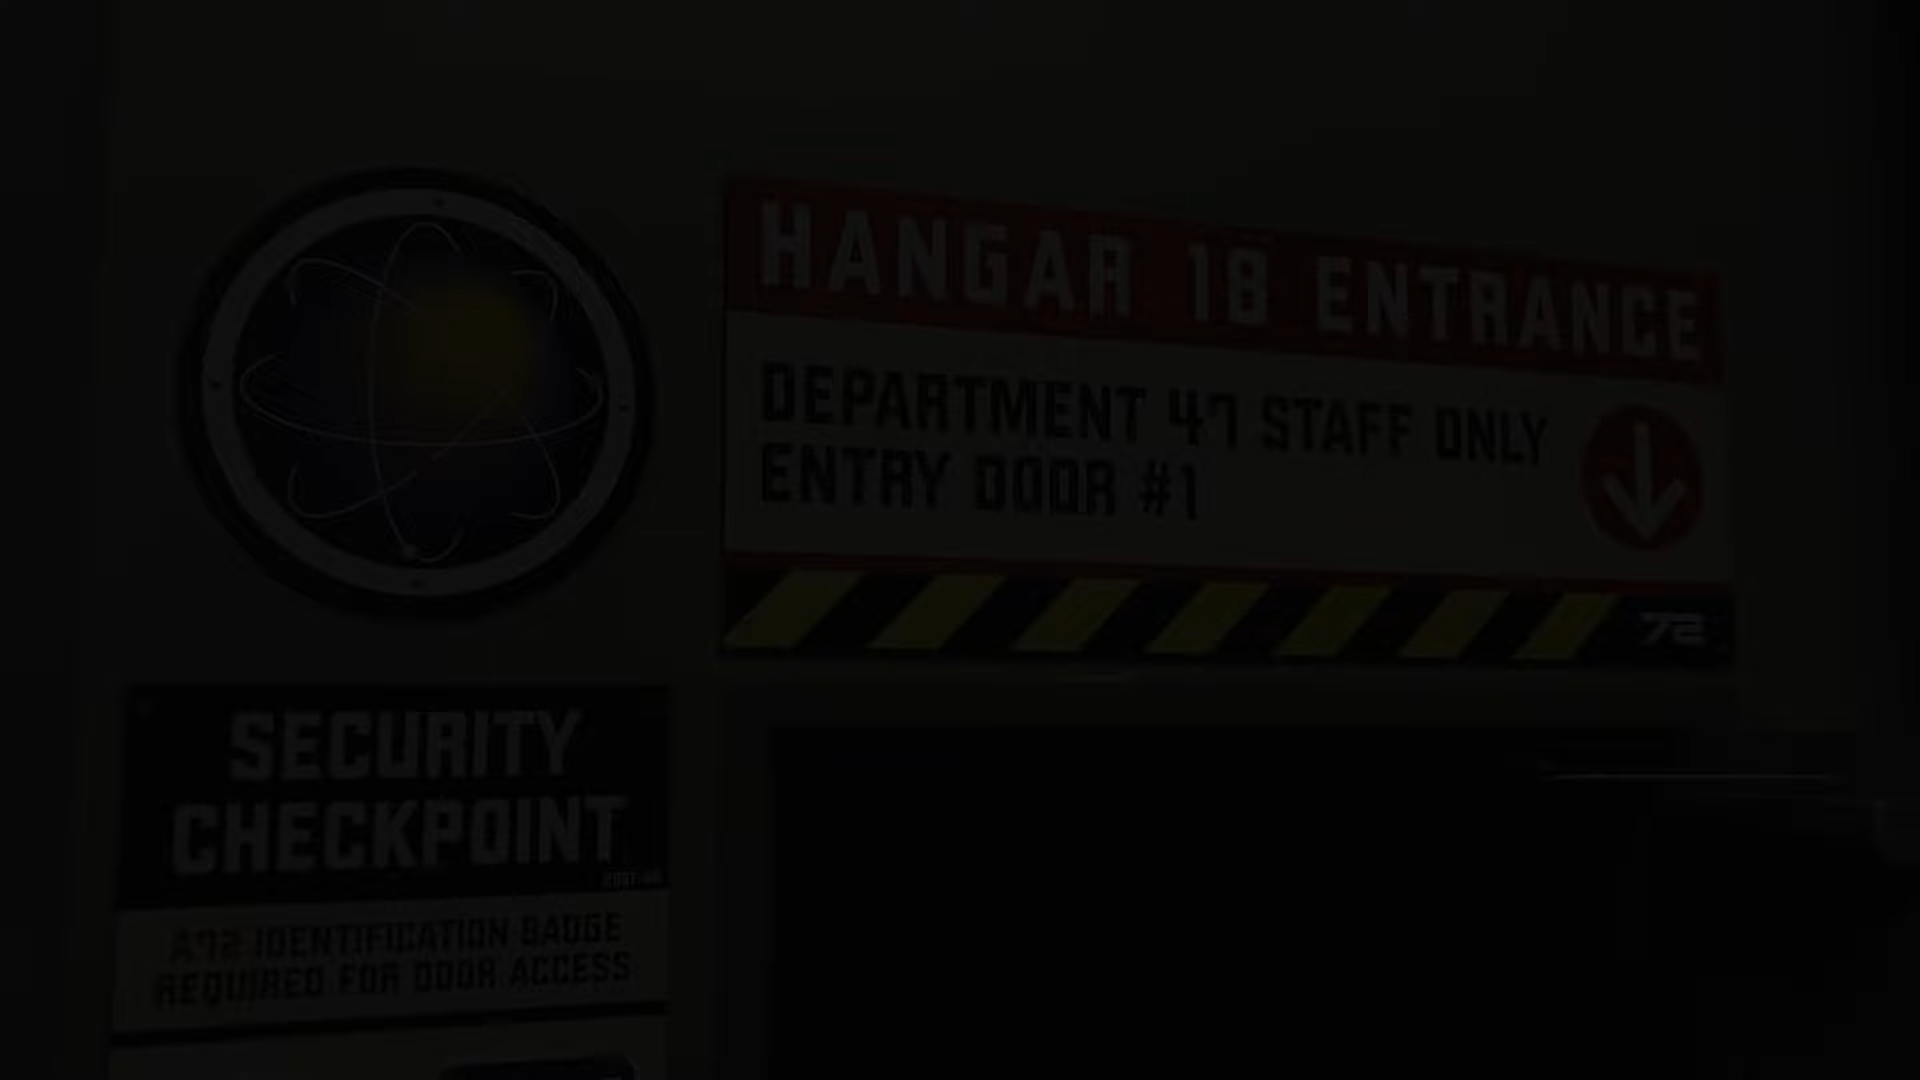 HANGAR 18 ENTRANCE
DEPARTMENT 47 STAFF ONLY
ENTRY DOOR #1
72
SECURITY
CHECKPOINT
A72 IDENTIFICATION BADGE
REQUIRED FOR DOOR ACCESS